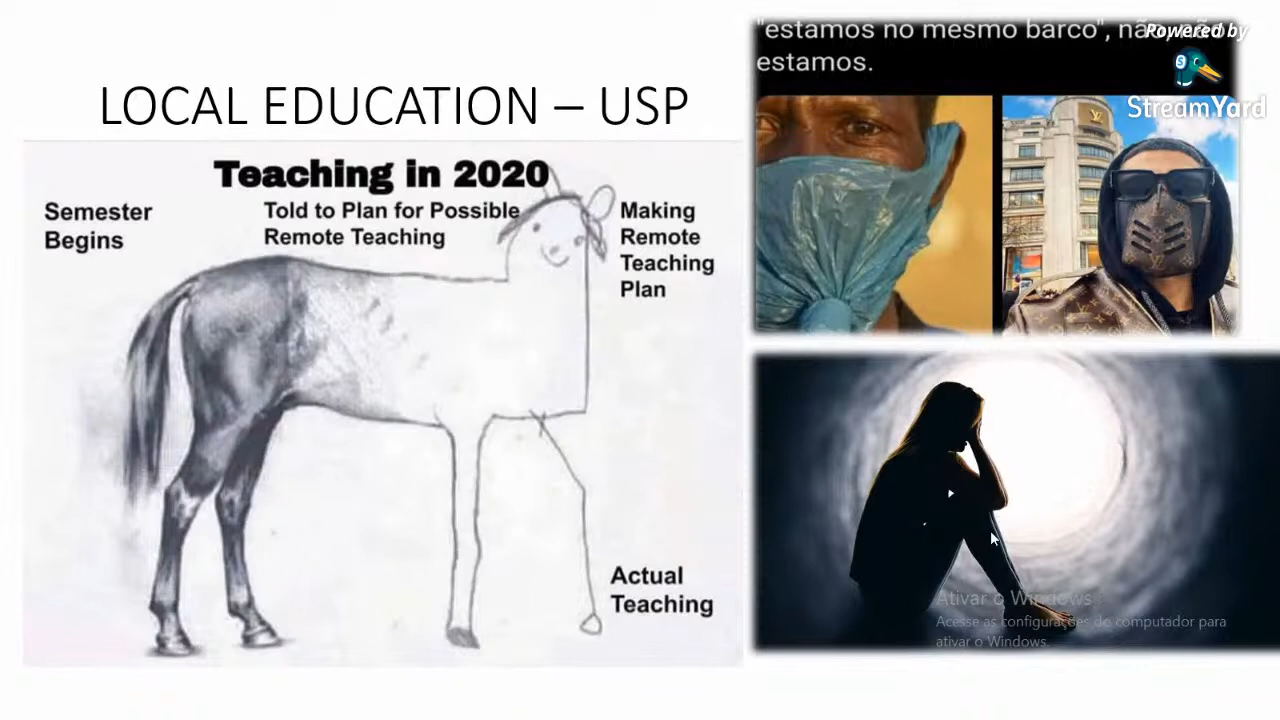 LOCAL EDUCATION – USP
Teaching in 2020
Semester
Begins
Told to Plan for Possible
Remote Teaching
Making
Remote
Teaching
Plan
Actual
Teaching
"estamos no mesmo barco", não, não
estamos.
Powered by
StreamYard
LV
Ativar o Windows
Acesse as configurações do computador para
ativar o Windows.